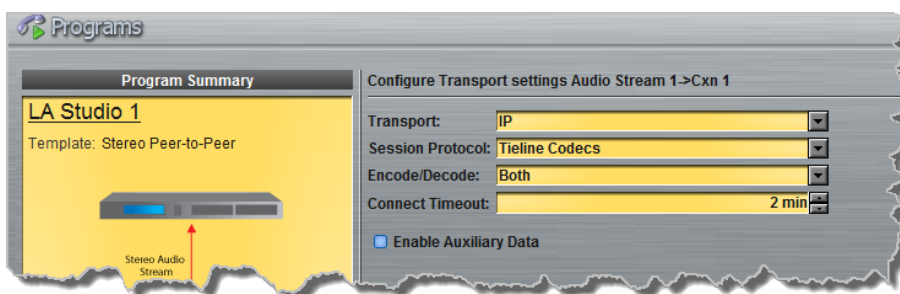 Programs
Program Summary
LA Studio 1
Template: Stereo Peer-to-Peer
Stereo Audio
Stream
Configure Transport settings Audio Stream 1->Cxn 1
Transport: IP
Session Protocol: Tieline Codecs
Encode/Decode: Both
Connect Timeout: 2 min
Enable Auxiliary Data